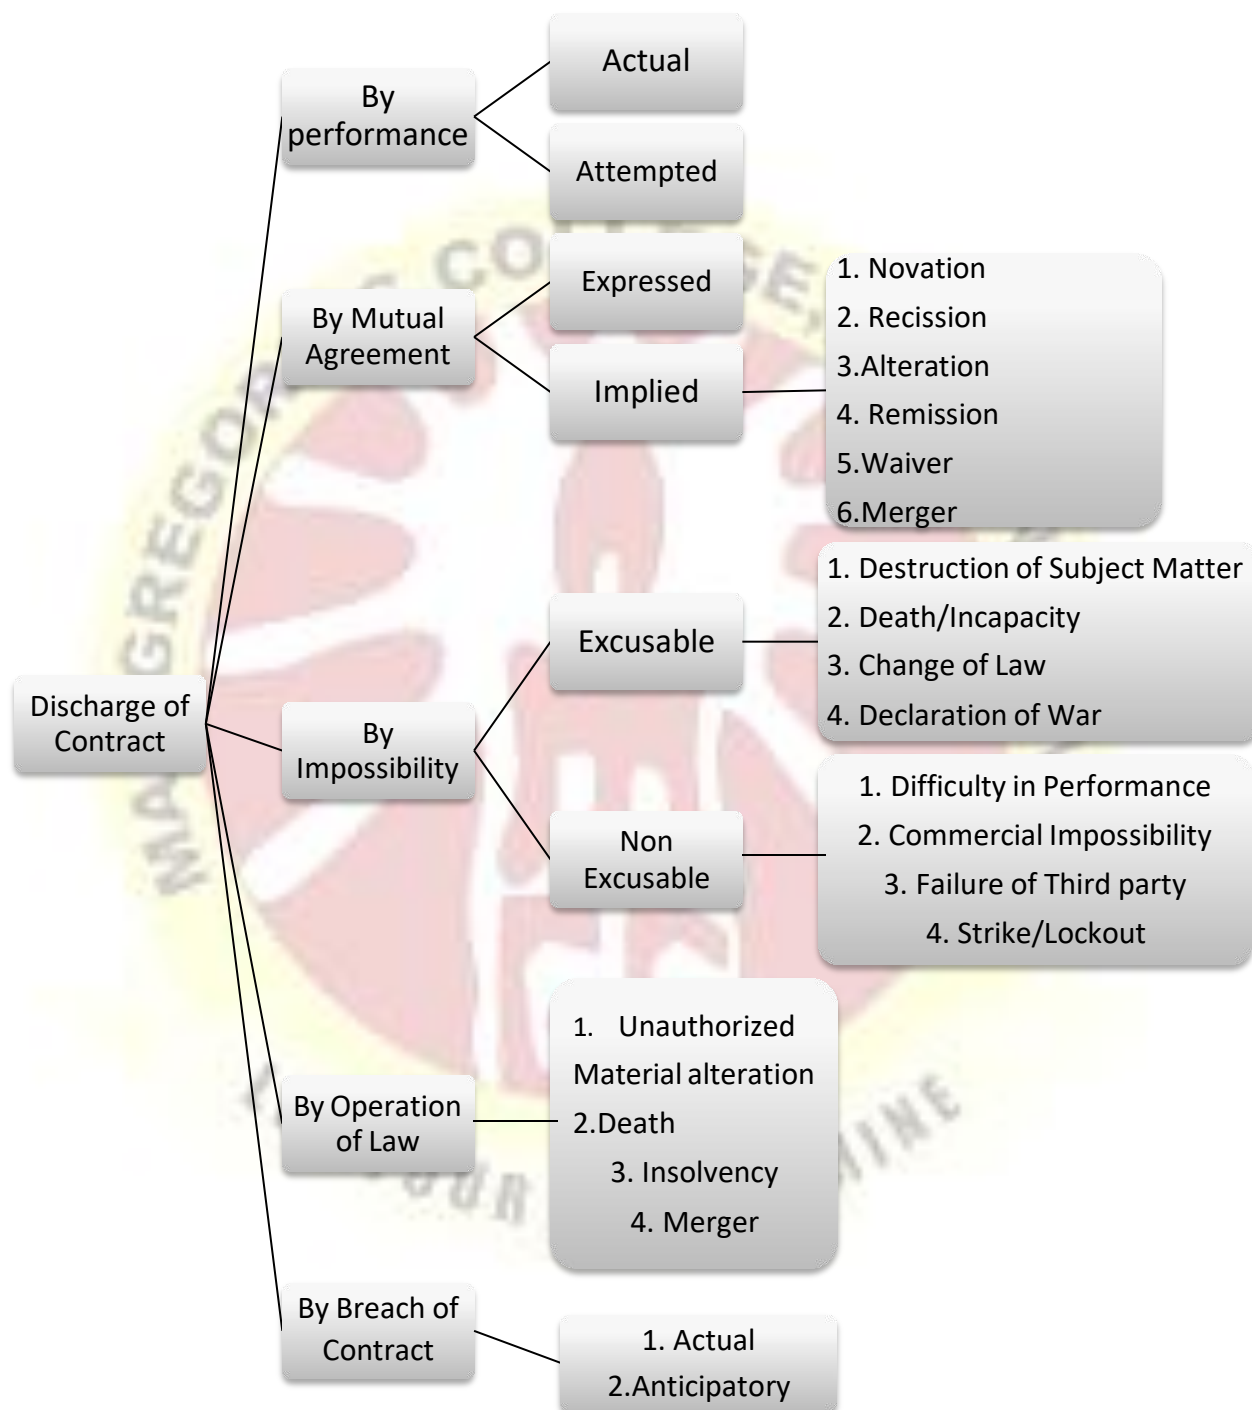 Discharge of
Contract
By
performance
Actual
Attempted
By Mutual
Agreement
Expressed
Implied
1. Novation
2. Recission
3.Alteration
4. Remission
5.Waiver
6.Merger
By
Impossibility
Excusable
1. Destruction of Subject Matter
2. Death/Incapacity
3. Change of Law
4. Declaration of War
Non
Excusable
1. Difficulty in Performance
2. Commercial Impossibility
3. Failure of Third party
4. Strike/Lockout
By Operation
of Law
1. Unauthorized
Material alteration
2.Death
3. Insolvency
4. Merger
By Breach of
Contract
1. Actual
2.Anticipatory